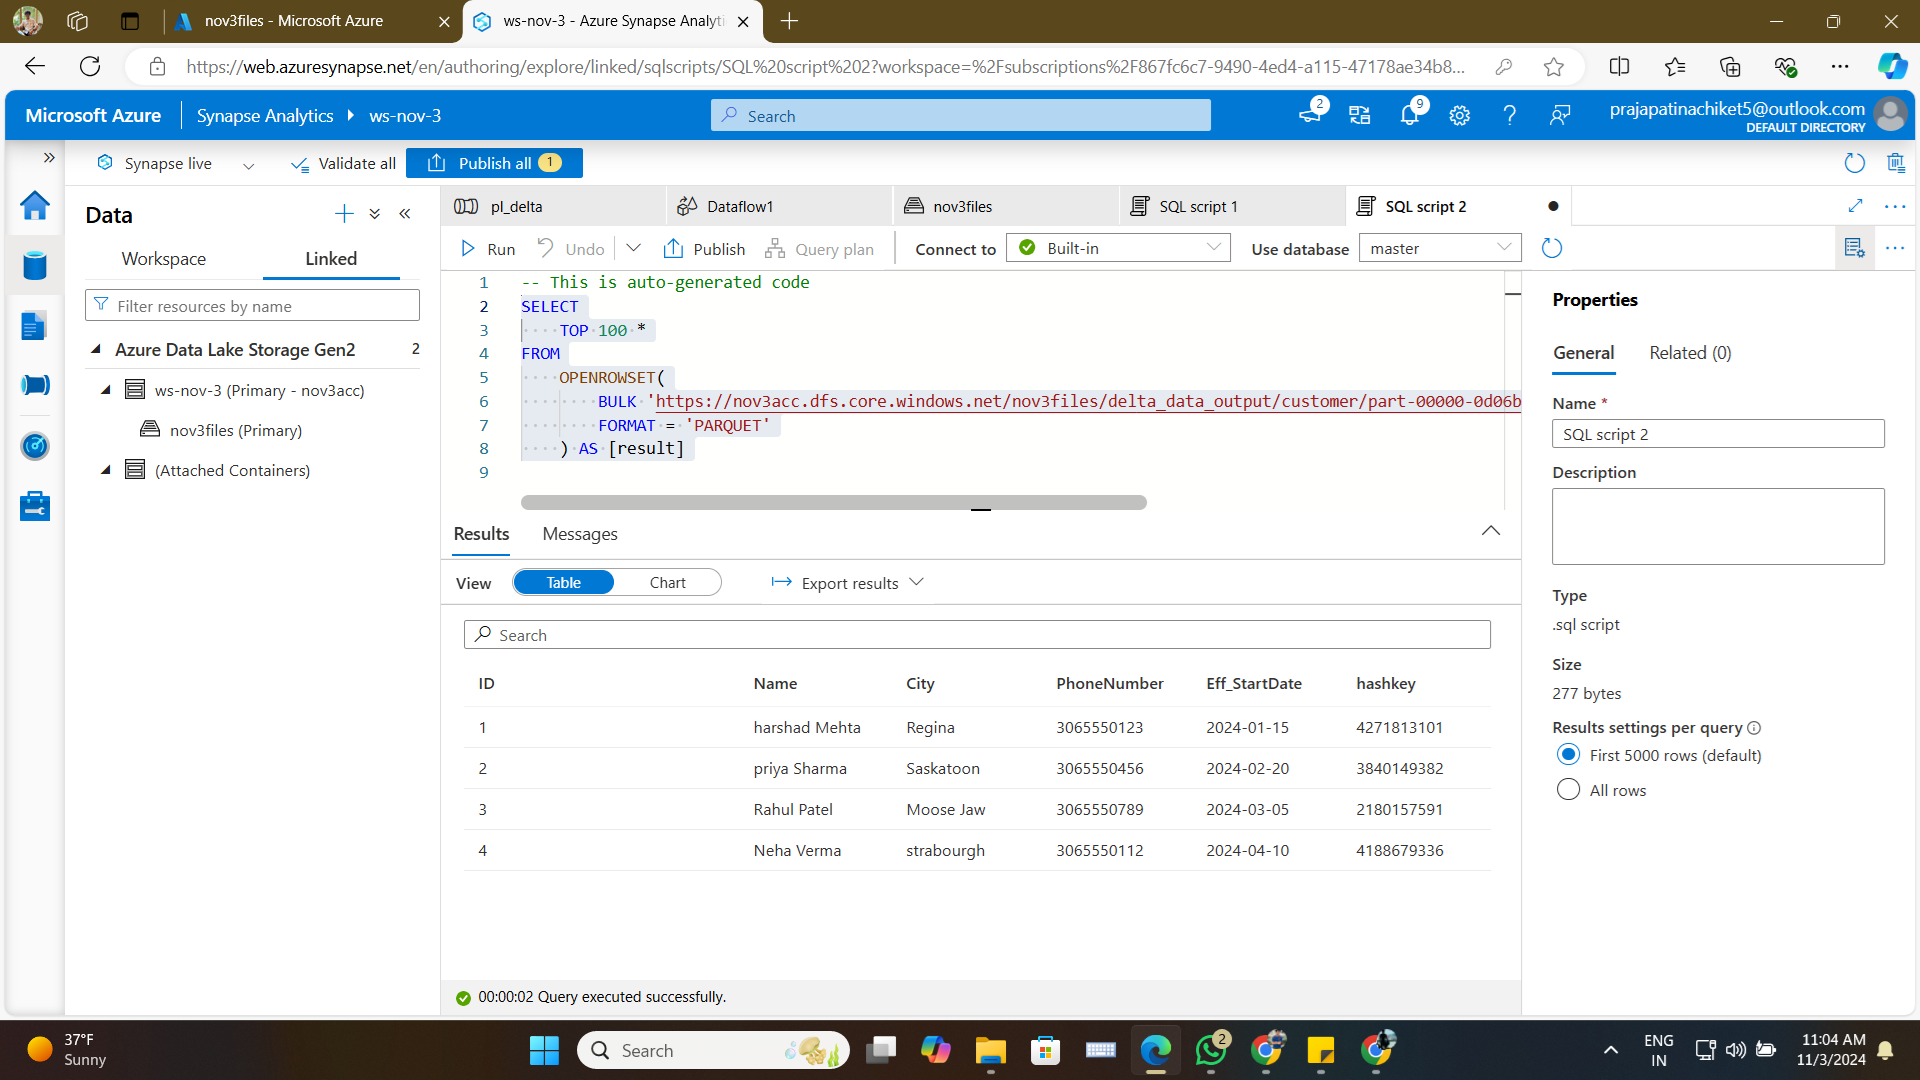 nov3files - Microsoft Azure
ws-nov-3 - Azure Synapse Analyti
https://web.azuresynapse.net/en/authoring/explore/linked/sqlscripts/SQL%20script%202?workspace=%2Fsubscriptions%2F867fc6c7-9490-4ed4-a115-47178ae34b8...
Microsoft Azure
Synapse Analytics
ws-nov-3
Search
2
9
prajapatinachiket5@outlook.com
DEFAULT DIRECTORY
Synapse live
Validate all
Publish all
1
Data
Workspace
Linked
Filter resources by name
Azure Data Lake Storage Gen2 2
ws-nov-3 (Primary - nov3acc)
nov3files (Primary)
(Attached Containers)
pl_delta
Dataflow1
nov3files
SQL script 1
SQL script 2
Run
Undo
Publish
Query plan
Connect to
Built-in
Use database
master
1 -- This is auto-generated code
2 SELECT
3 TOP 100 *
4 FROM
5 OPENROWSET(
6 BULK 'https://nov3acc.dfs.core.windows.net/nov3files/delta_data_output/customer/part-00000-0d06b
7 FORMAT = 'PARQUET'
8 ) AS [result]
9
Results
Messages
View
Table
Chart
Export results
Search
ID Name City PhoneNumber Eff_StartDate hashkey
1 harshad Mehta Regina 3065550123 2024-01-15 4271813101
2 priya Sharma Saskatoon 3065550456 2024-02-20 3840149382
3 Rahul Patel Moose Jaw 3065550789 2024-03-05 2180157591
4 Neha Verma strabourgh 3065550112 2024-04-10 4188679336
00:00:02 Query executed successfully.
Properties
General
Related (0)
Name *
SQL script 2
Description
Type
.sql script
Size
277 bytes
Results settings per query
First 5000 rows (default)
All rows
37°F
Sunny
Search
2
ENG
IN
11:04 AM
11/3/2024